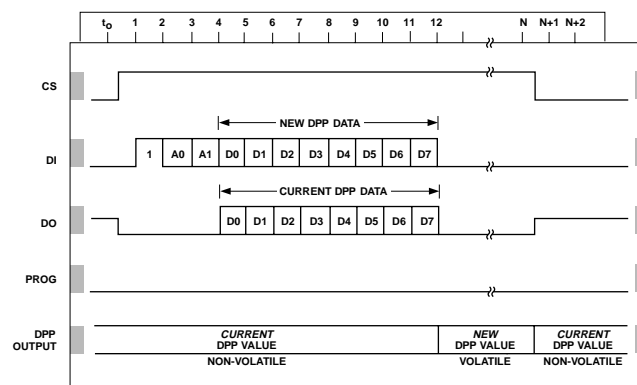 to 1 2 3 4 5 6 7 8 9 10 11 12 N N+1 N+2
CS
NEW DPP DATA
DI 1 A0 A1 D0 D1 D2 D3 D4 D5 D6 D7
CURRENT DPP DATA
DO D0 D1 D2 D3 D4 D5 D6 D7
PROG
DPP OUTPUT
CURRENT DPP VALUE
NON-VOLATILE
NEW DPP VALUE
VOLATILE
CURRENT DPP VALUE
NON-VOLATILE